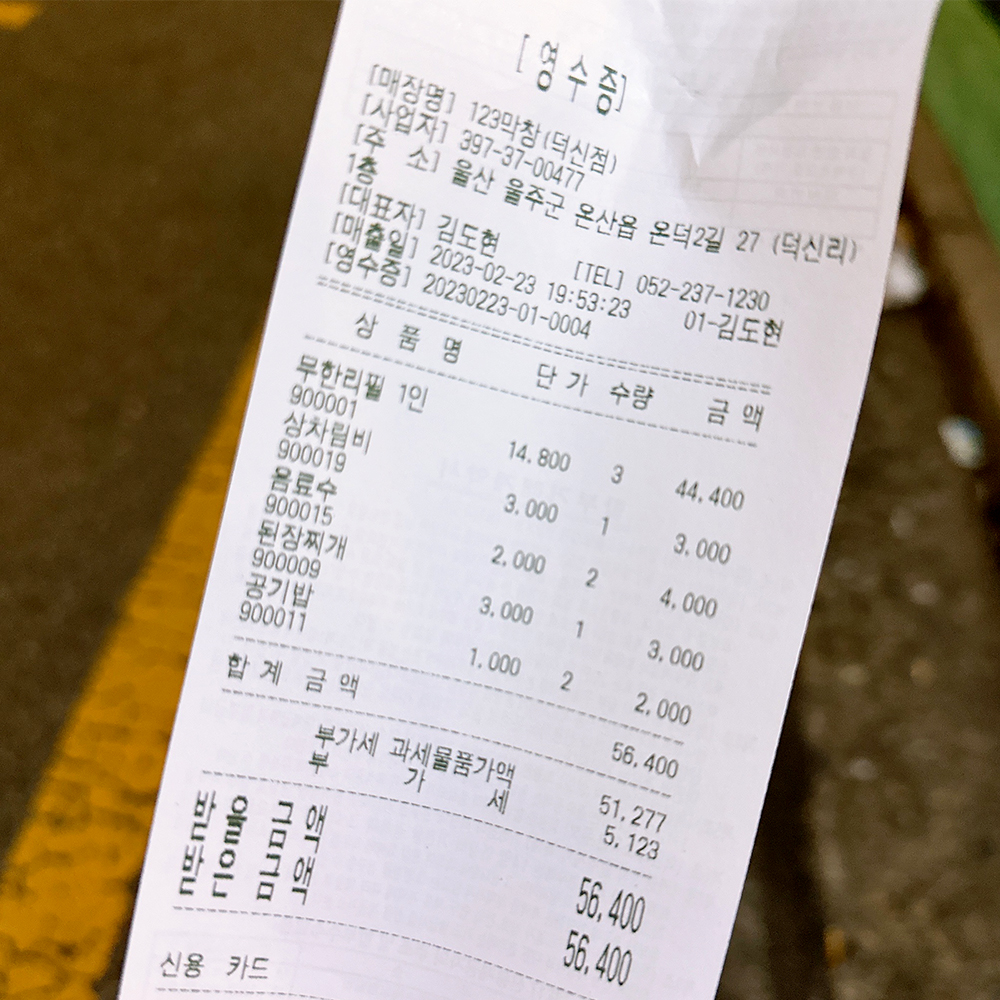 [ 영 수 증]
[매장명] 123막창(덕신점)
[사업자] 397-37-00477
[주 소] 울산 울주군 온산읍 온덕2길 27 (덕신리)
1층
[대표자] 김도현 [TEL] 052-237-1230
[매출일] 2023-02-23 19:53:23 01-김도현
[영수증] 20230223-01-0004
상 품 명 단 가 수량 금 액
무한리필 1인
900001 14.800 3 44.400
상차림비
900019 3.000 1 3.000
음료수
900015 2.000 2 4.000
된장찌개
900009 3.000 1 3.000
공기밥
900011 1.000 2 2.000
합 계 금 액 56.400
부가세 과세물품가액 51.277
부 가 세 5.123
받을 금액 56,400
받은 금액 56,400
신용 카드